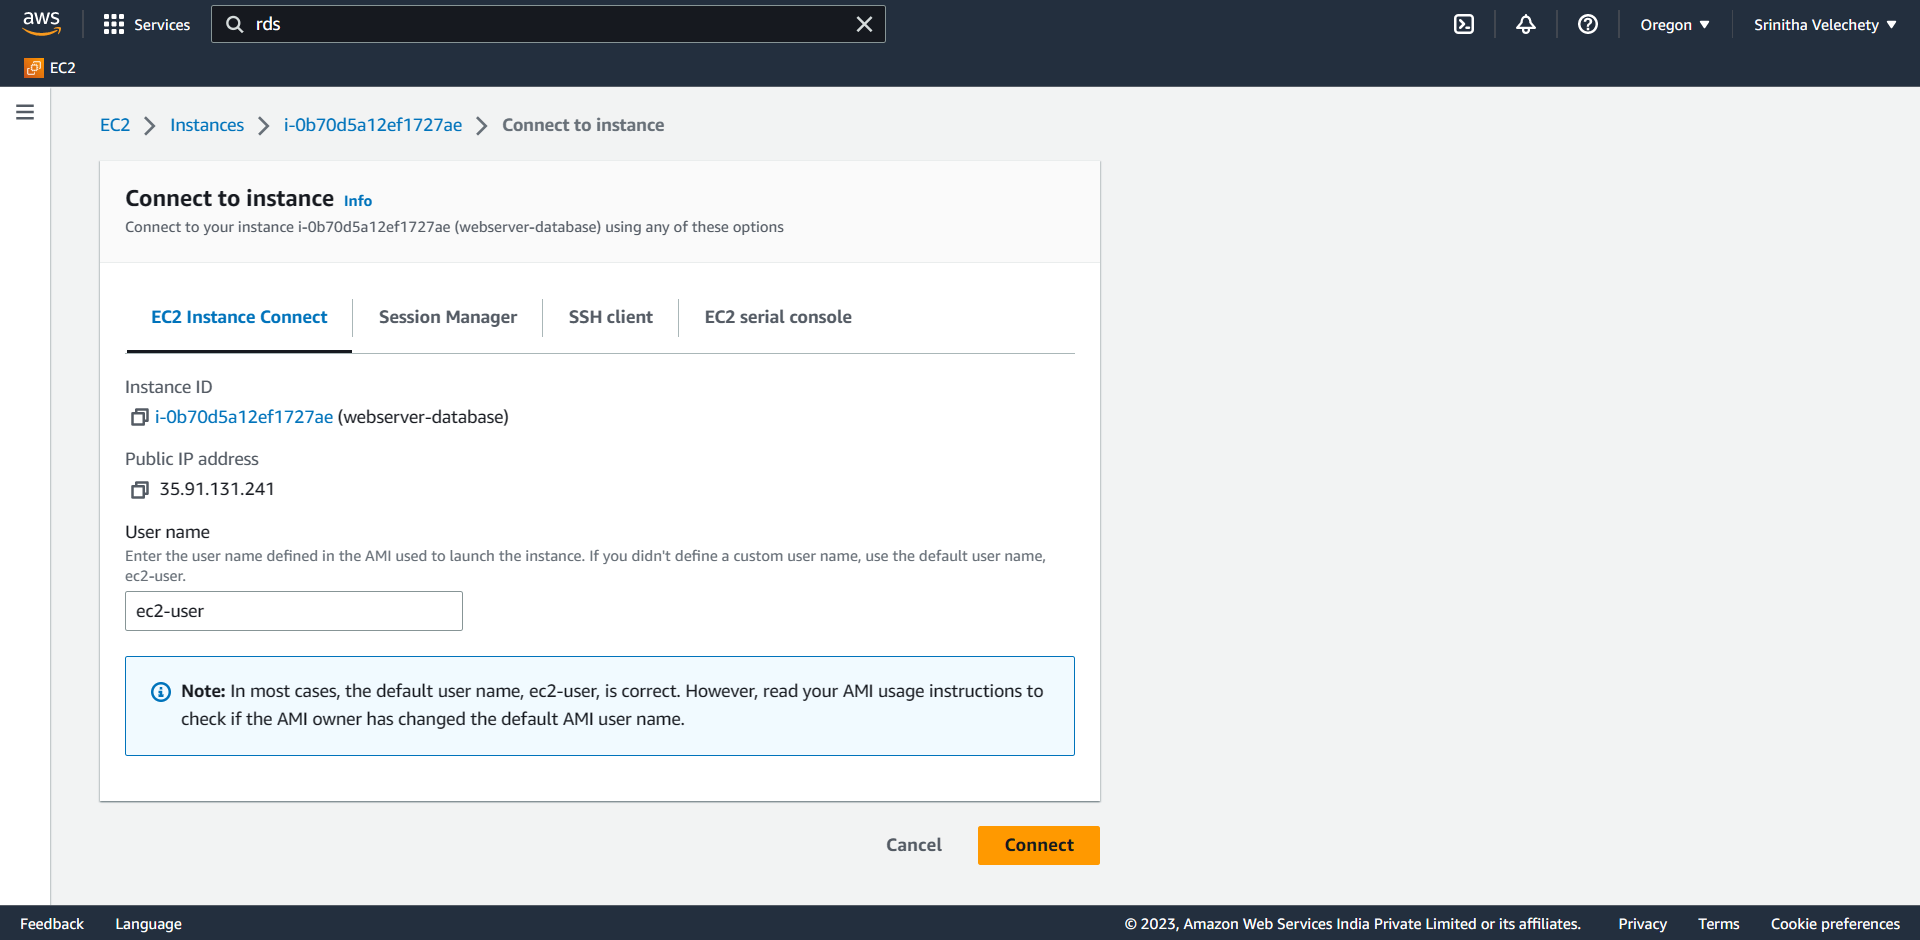 aws
Services
rds
Oregon
Srinitha Velechety
EC2
EC2 Instances i-0b70d5a12ef1727ae Connect to instance
Connect to instance Info
Connect to your instance i-0b70d5a12ef1727ae (webserver-database) using any of these options
EC2 Instance Connect Session Manager SSH client EC2 serial console
Instance ID
i-0b70d5a12ef1727ae (webserver-database)
Public IP address
35.91.131.241
User name
Enter the user name defined in the AMI used to launch the instance. If you didn't define a custom user name, use the default user name,
ec2-user.
ec2-user
Note: In most cases, the default user name, ec2-user, is correct. However, read your AMI usage instructions to
check if the AMI owner has changed the default AMI user name.
Cancel Connect
Feedback Language © 2023, Amazon Web Services India Private Limited or its affiliates. Privacy Terms Cookie preferences